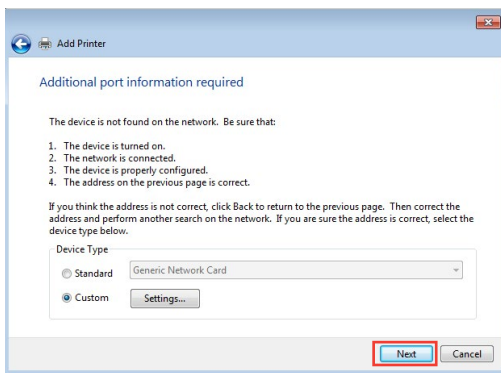 Add Printer
Additional port information required
The device is not found on the network. Be sure that:
1. The device is turned on.
2. The network is connected.
3. The device is properly configured.
4. The address on the previous page is correct.
If you think the address is not correct, click Back to return to the previous page. Then correct the
address and perform another search on the network. If you are sure the address is correct, select the
device type below.
Device Type
Standard Generic Network Card
Custom Settings...
Next Cancel